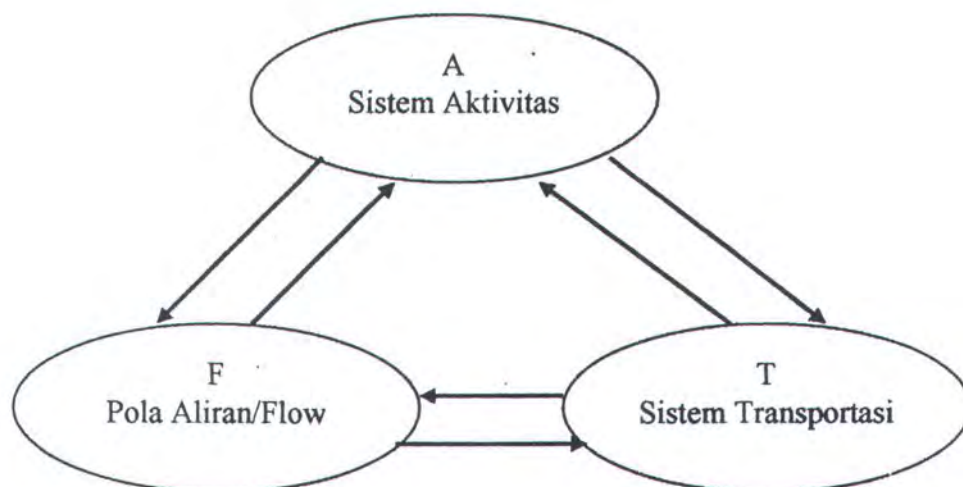 A
Sistem Aktivitas
F
Pola Aliran/Flow
T
Sistem Transportasi